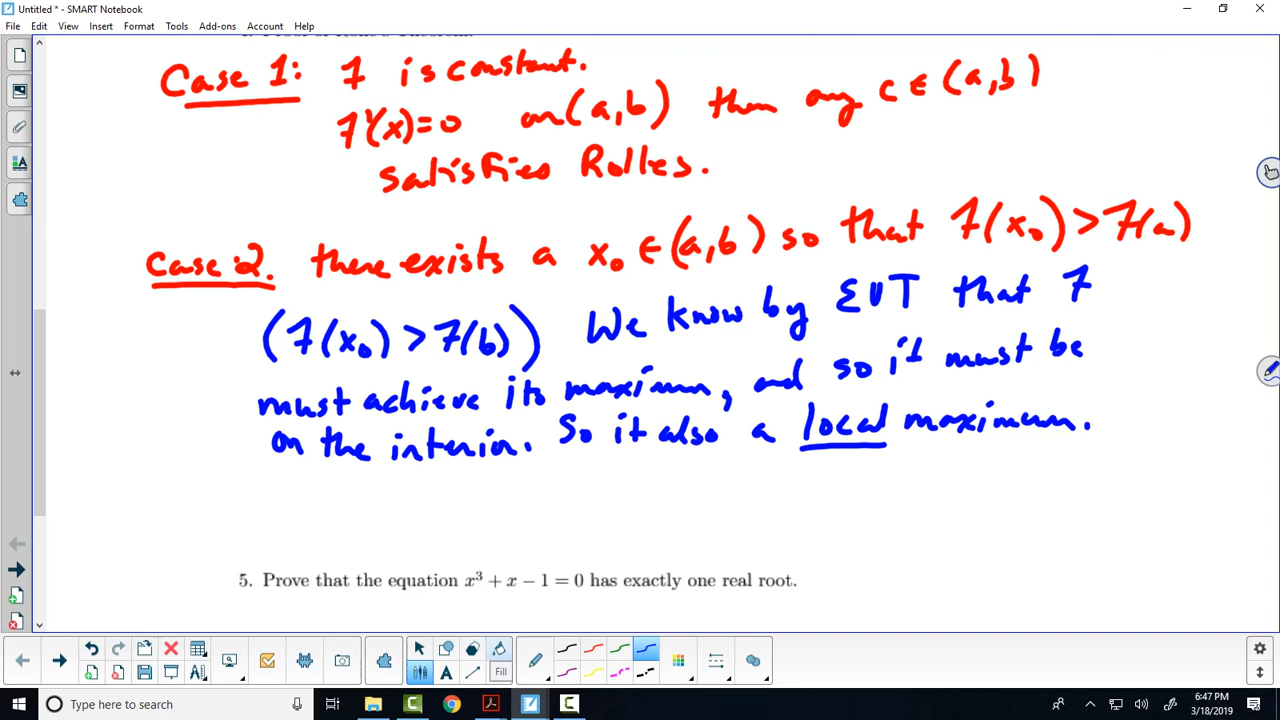 Untitled * - SMART Notebook
File Edit View Insert Format Tools Add-ons Account Help
Case 1: f is constant.
f'(x)=0 on (a,b) then any c ∈ (a,b)
satisfies Rolles.
Case 2. there exists a x₀ ∈ (a,b) so that f(x₀) > f(a)
(f(x₀) > f(b)) We know by EVT that f
must achieve its maximum, and so it must be
on the interior. So it also a local maximum.
5. Prove that the equation x³ + x − 1 = 0 has exactly one real root.
Fill
Type here to search
6:47 PM
3/18/2019